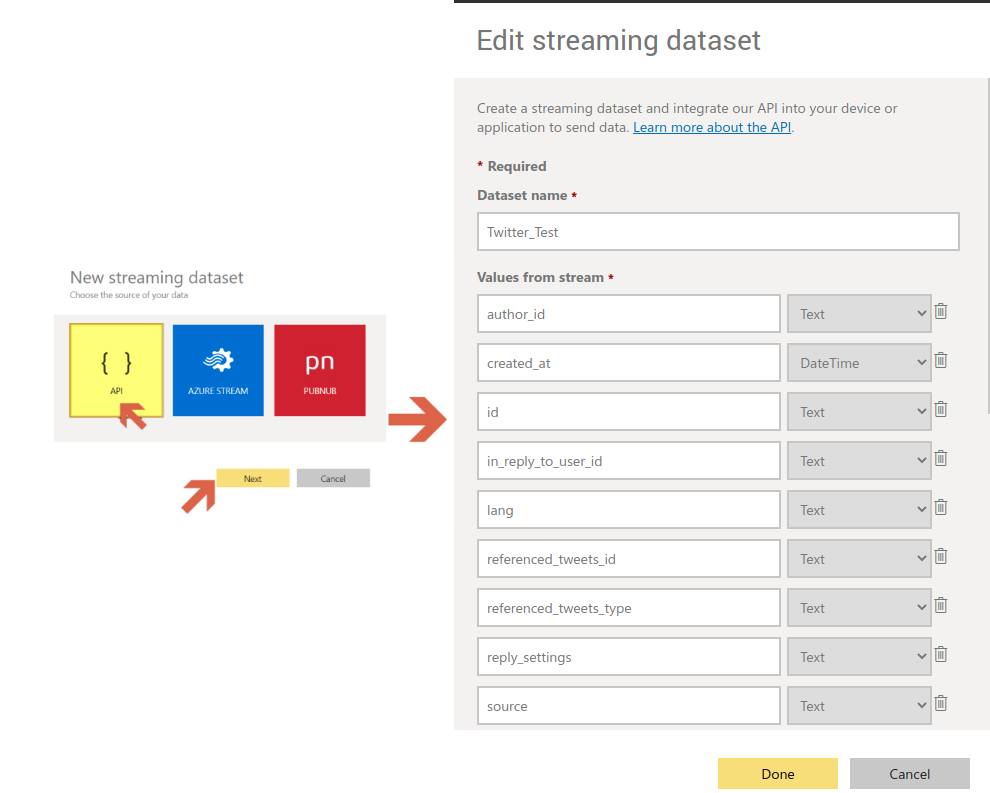 New streaming dataset
Choose the source of your data
{ }
API
AZURE STREAM
pn
PUBNUB
Next
Cancel
Edit streaming dataset
Create a streaming dataset and integrate our API into your device or
application to send data. Learn more about the API.
* Required
Dataset name *
Twitter_Test
Values from stream *
author_id Text
created_at DateTime
id Text
in_reply_to_user_id Text
lang Text
referenced_tweets_id Text
referenced_tweets_type Text
reply_settings Text
source Text
Done Cancel